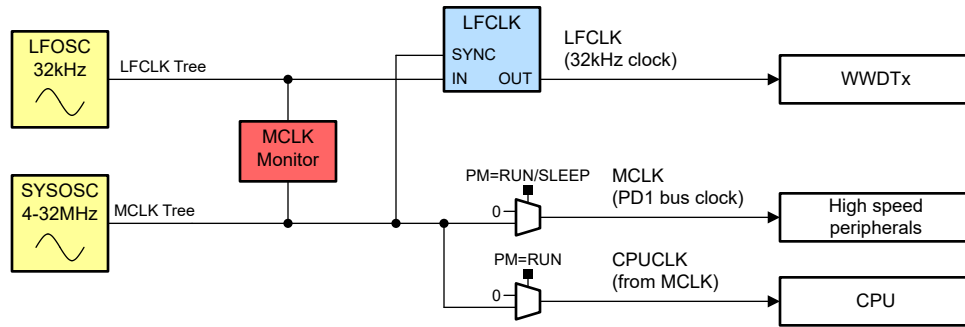 LFOSC
32kHz
LFCLK Tree
LFCLK
SYNC
IN OUT
LFCLK
(32kHz clock)
WWDTx
MCLK
Monitor
SYSOSC
4-32MHz
MCLK Tree
PM=RUN/SLEEP
0
MCLK
(PD1 bus clock)
High speed
peripherals
PM=RUN
0
CPUCLK
(from MCLK)
CPU